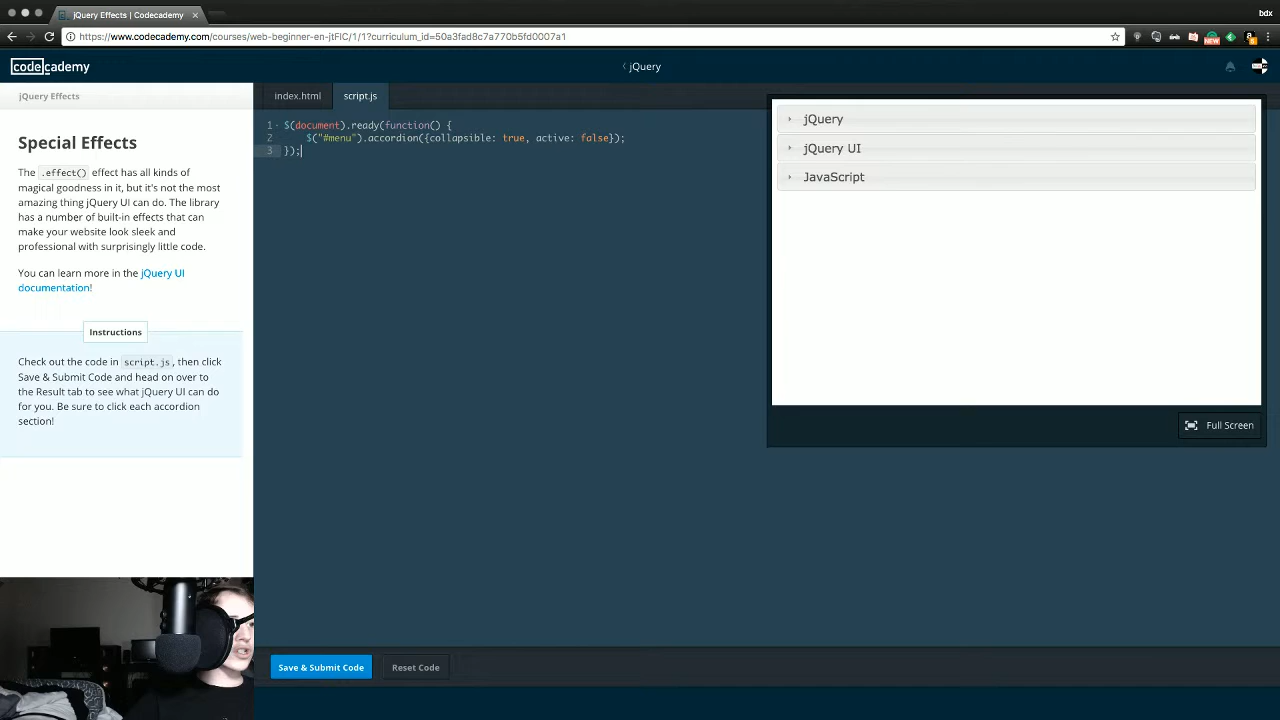 jQuery Effects | Codecademy
bdx
https://www.codecademy.com/courses/web-beginner-en-jtFIC/1/1?curriculum_id=50a3fad8c7a770b5fd0007a1
codecademy
jQuery
jQuery Effects
index.html
script.js
Special Effects
The .effect() effect has all kinds of
magical goodness in it, but it's not the most
amazing thing jQuery UI can do. The library
has a number of built-in effects that can
make your website look sleek and
professional with surprisingly little code.
You can learn more in the jQuery UI
documentation!
Instructions
Check out the code in script.js, then click
Save & Submit Code and head on over to
the Result tab to see what jQuery UI can do
for you. Be sure to click each accordion
section!
1 $(document).ready(function() {
2 $("#menu").accordion({collapsible: true, active: false});
3 });
jQuery
jQuery UI
JavaScript
Full Screen
Save & Submit Code
Reset Code